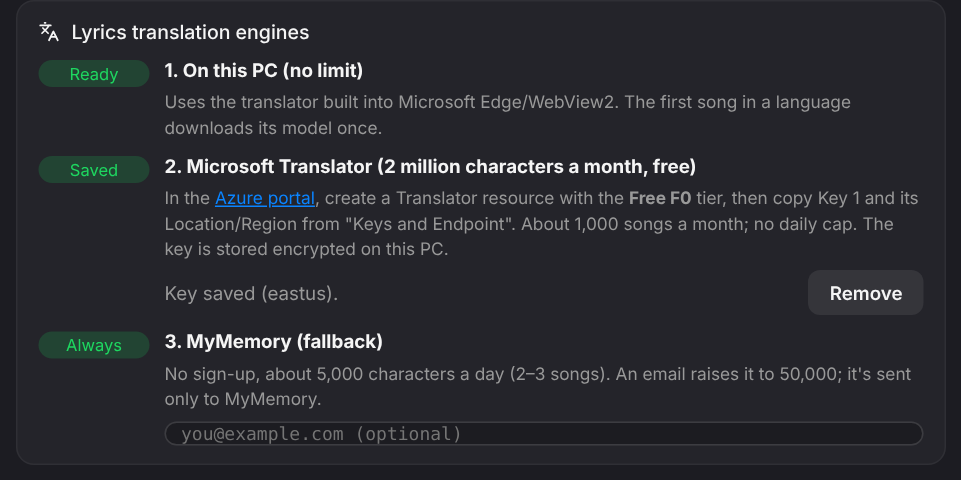 Lyrics translation engines
Ready
1. On this PC (no limit)
Uses the translator built into Microsoft Edge/WebView2. The first song in a language
downloads its model once.
Saved
2. Microsoft Translator (2 million characters a month, free)
In the Azure portal, create a Translator resource with the Free F0 tier, then copy Key 1 and its
Location/Region from "Keys and Endpoint". About 1,000 songs a month; no daily cap. The
key is stored encrypted on this PC.
Key saved (eastus).
Remove
Always
3. MyMemory (fallback)
No sign-up, about 5,000 characters a day (2–3 songs). An email raises it to 50,000; it's sent
only to MyMemory.
you@example.com (optional)